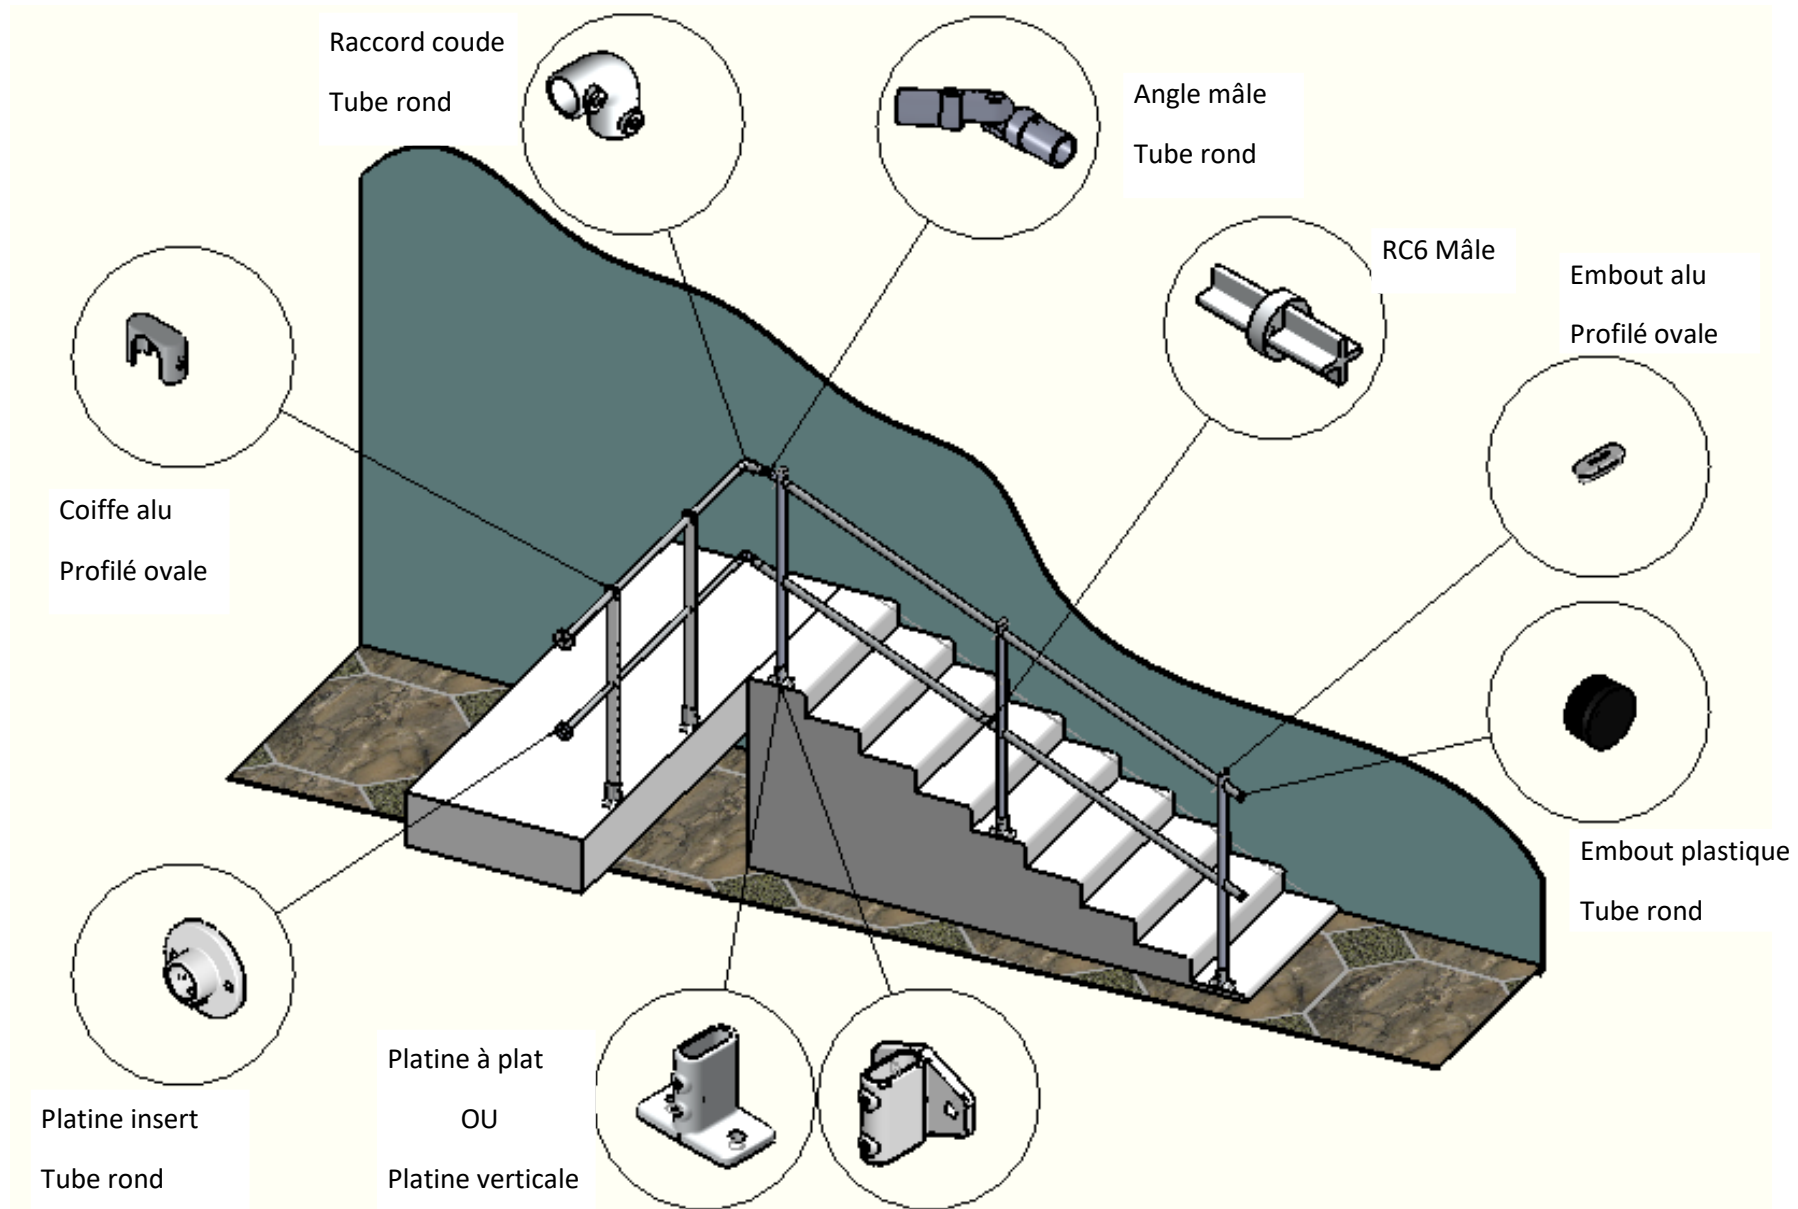 Raccord coude
Tube rond
Angle mâle
Tube rond
RC6 Mâle
Embout alu
Profilé ovale
Coiffe alu
Profilé ovale
Embout plastique
Tube rond
Platine insert
Tube rond
Platine à plat
OU
Platine verticale